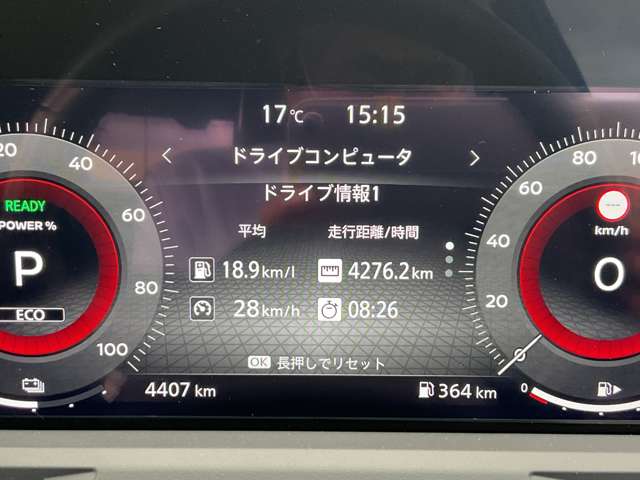 17℃ 15:15
ドライブコンピュータ
ドライブ情報1
平均 走行距離/時間
18.9km/l 4276.2km
28km/h 08:26
OK 長押しでリセット
4407 km
364 km
20
40
60
80
100
READY
POWER %
P
ECO
80
60
40
20
0
km/h
0
0